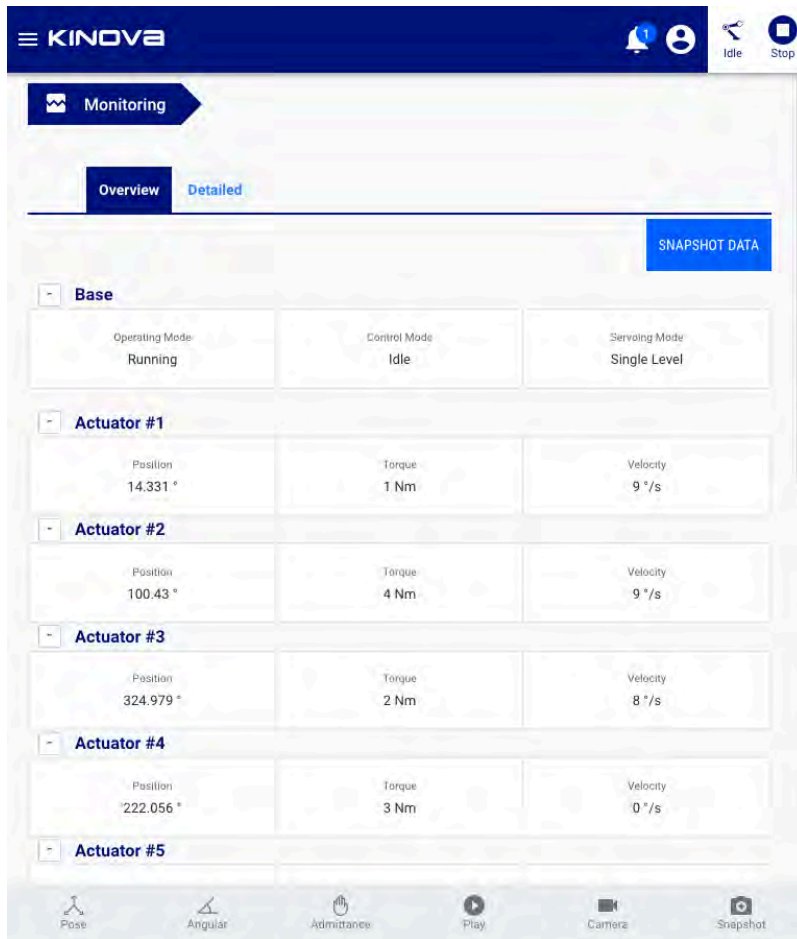 KINOVA
1
Idle
Stop
Monitoring
Overview Detailed
SNAPSHOT DATA
- Base
Operating Mode Control Mode Servoing Mode
Running Idle Single Level
- Actuator #1
Position Torque Velocity
14.331 ° 1 Nm 9 °/s
- Actuator #2
Position Torque Velocity
100.43 ° 4 Nm 9 °/s
- Actuator #3
Position Torque Velocity
324.979 ° 2 Nm 8 °/s
- Actuator #4
Position Torque Velocity
222.056 ° 3 Nm 0 °/s
- Actuator #5
Pose Angular Admittance Play Camera Snapshot